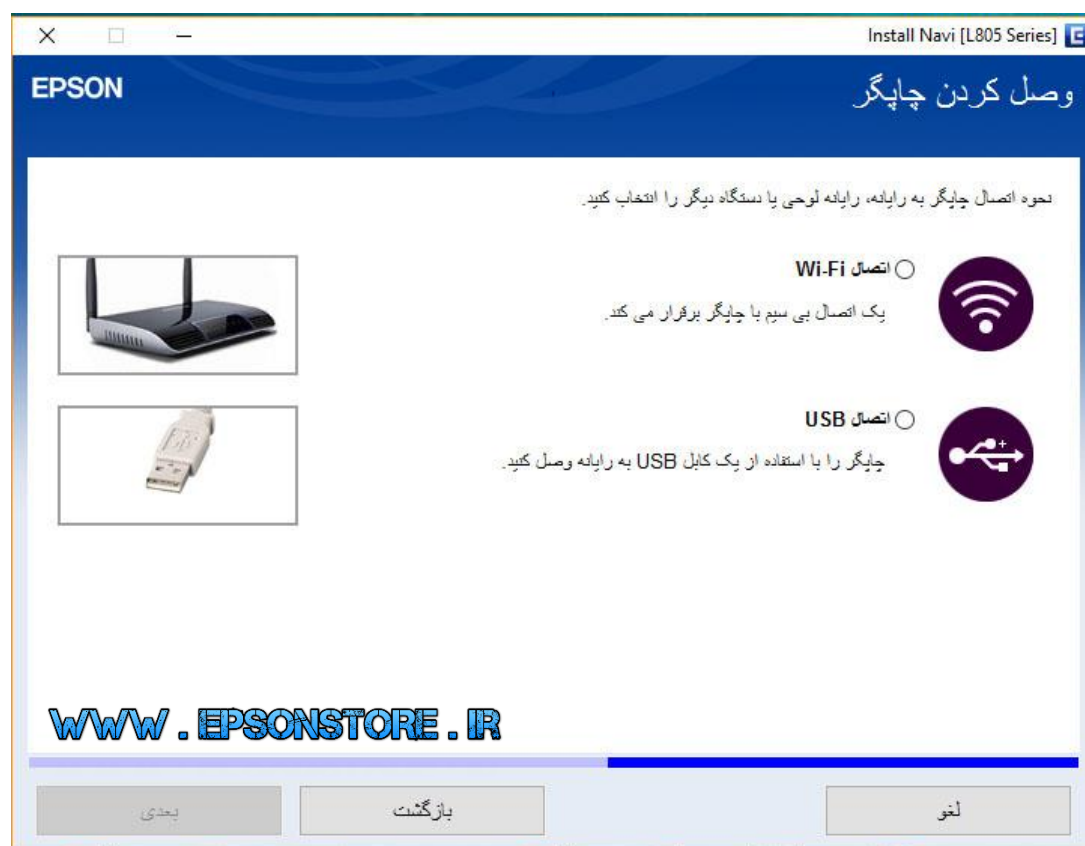 Install Navi [L805 Series]
EPSON
وصل کردن چاپگر
نحوه اتصال چاپگر به رایانه، رایانه لوحی یا دستگاه دیگر را انتخاب کنید.
اتصال Wi-Fi
یک اتصال بی سیم با چاپگر برقرار می کند.
اتصال USB
چاپگر را با استفاده از یک کابل USB به رایانه وصل کنید.
WWW . EPSONSTORE . IR
لغو
بازگشت
بعدی